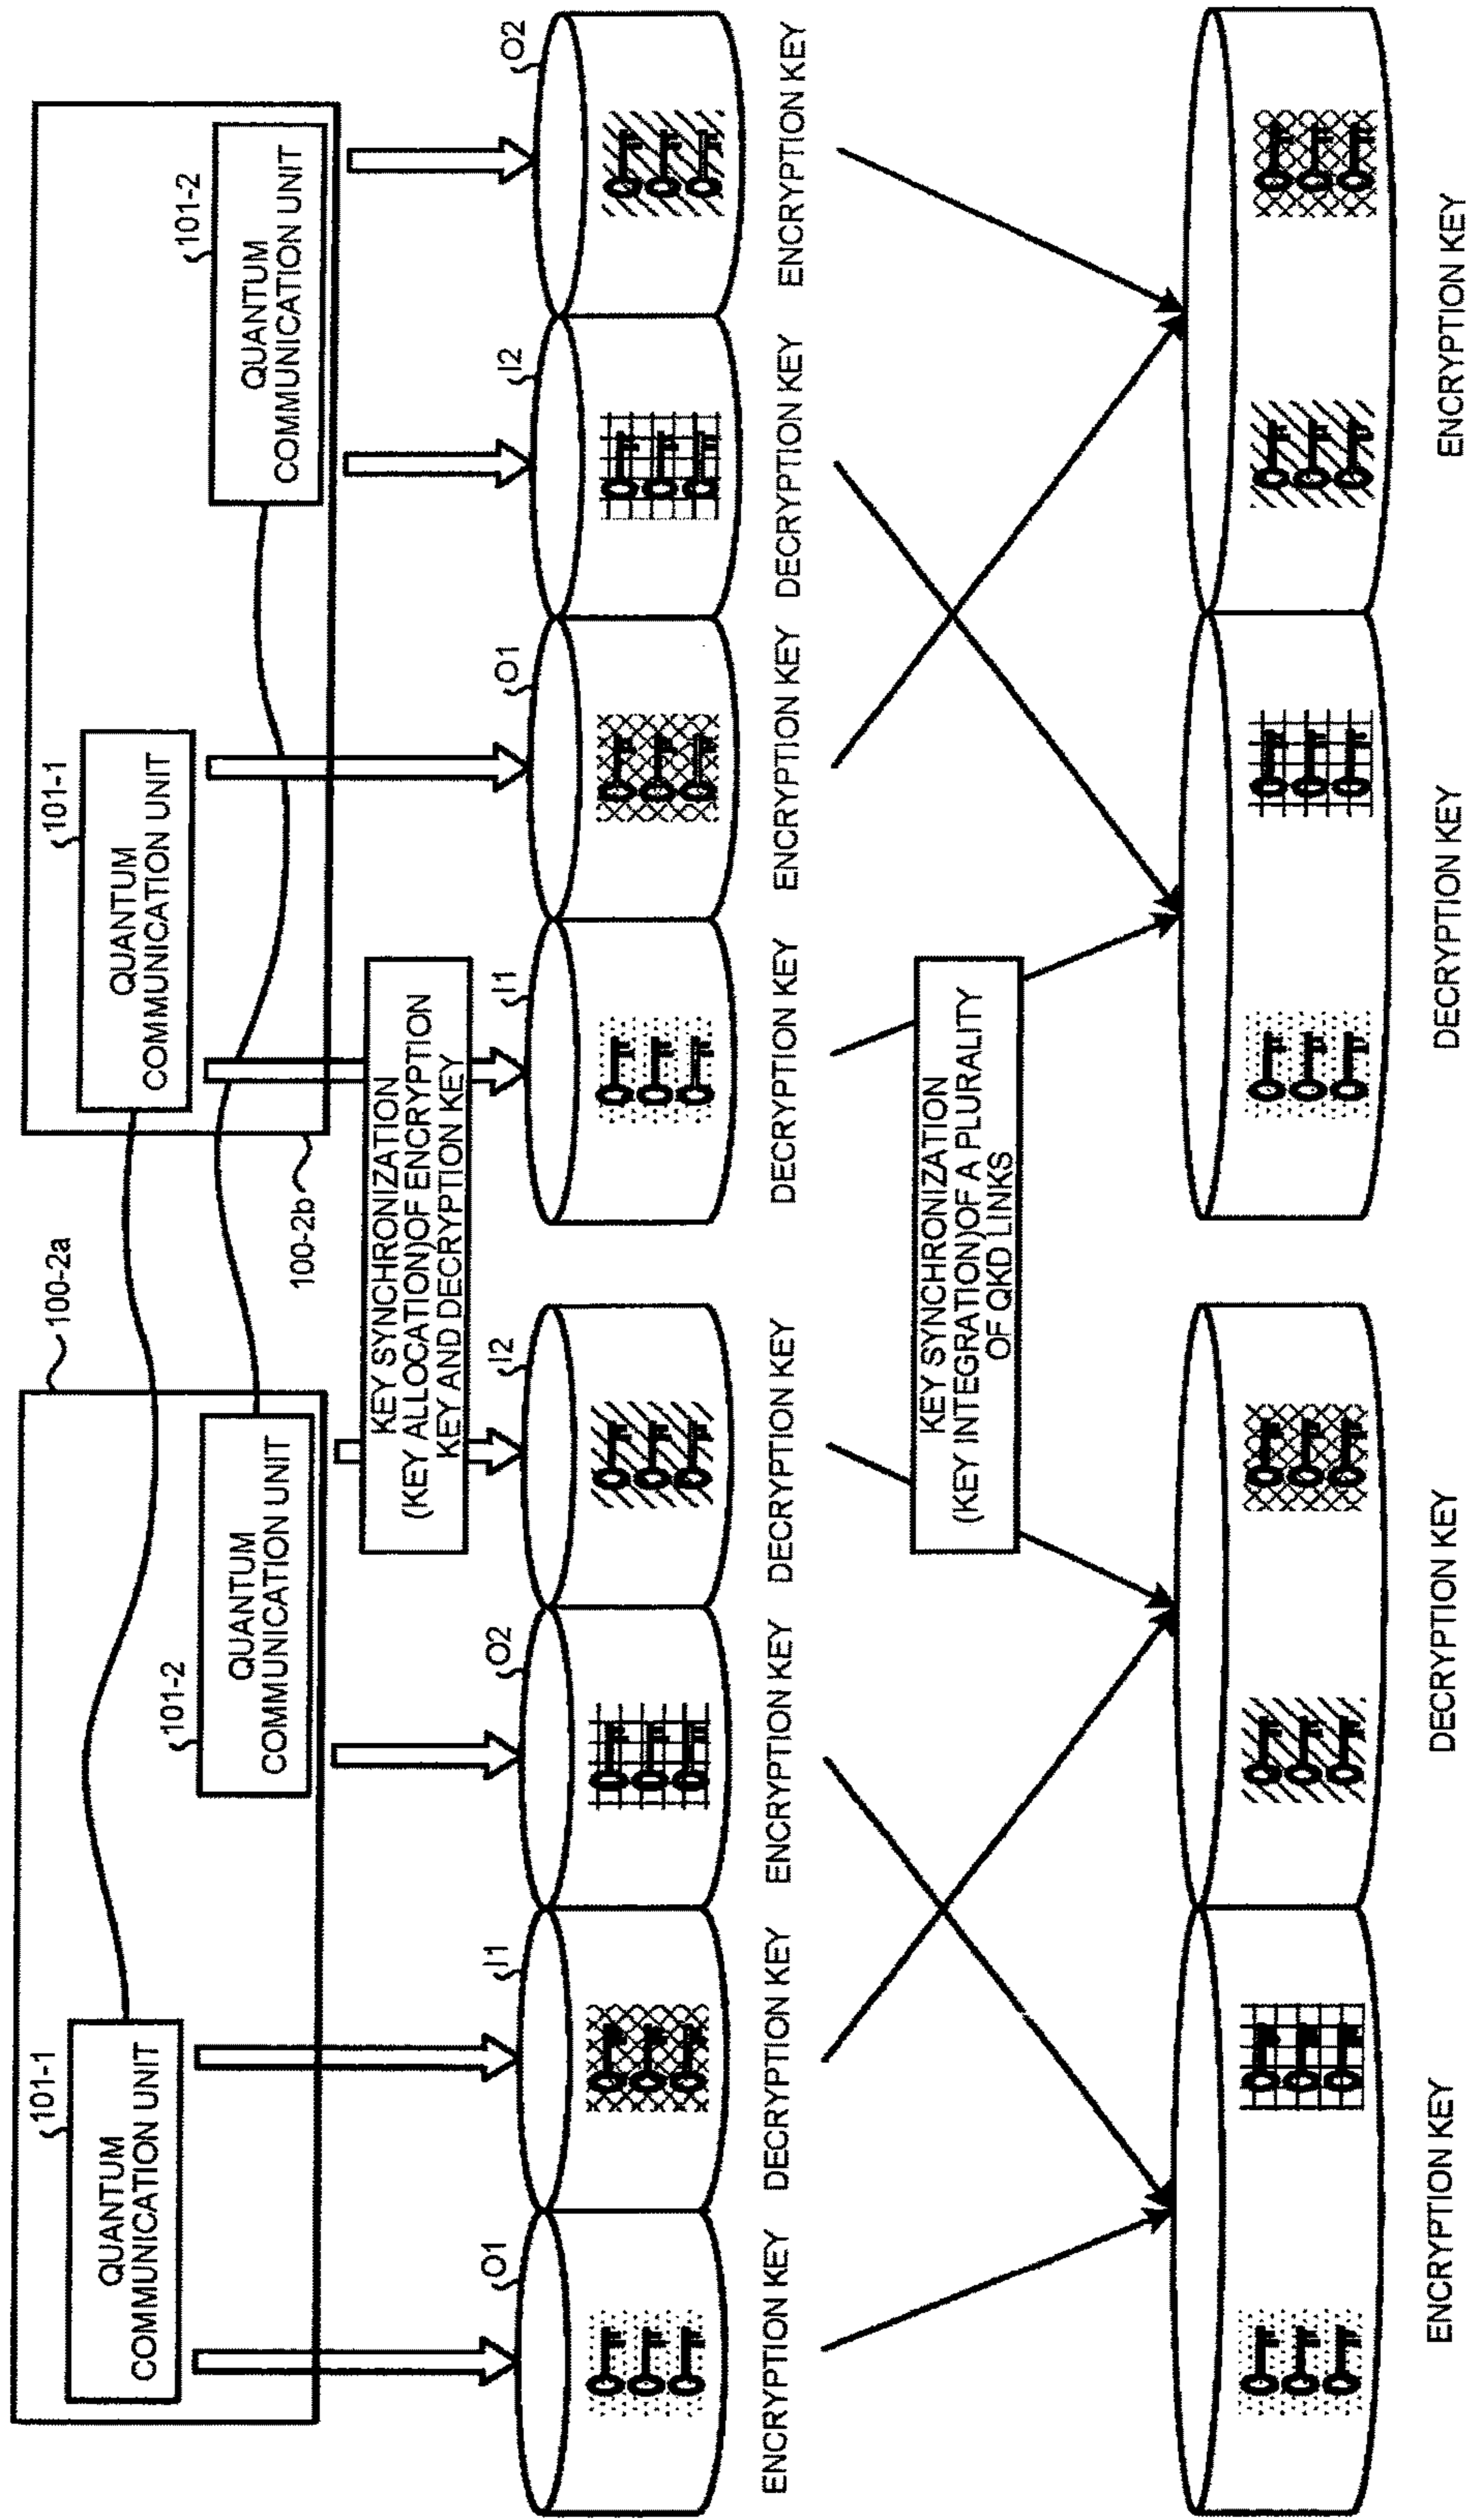 100-2a
101-1
QUANTUM
COMMUNICATION UNIT
101-2
QUANTUM
COMMUNICATION UNIT
100-2b
101-1
QUANTUM
COMMUNICATION UNIT
101-2
QUANTUM
COMMUNICATION UNIT
KEY SYNCHRONIZATION
(KEY ALLOCATION)OF ENCRYPTION
KEY AND DECRYPTION KEY
O1
I1
O2
I2
I1
O1
I2
O2
ENCRYPTION KEY
DECRYPTION KEY
ENCRYPTION KEY
DECRYPTION KEY
DECRYPTION KEY
ENCRYPTION KEY
DECRYPTION KEY
ENCRYPTION KEY
KEY SYNCHRONIZATION
(KEY INTEGRATION)OF A PLURALITY
OF QKD LINKS
ENCRYPTION KEY
DECRYPTION KEY
DECRYPTION KEY
ENCRYPTION KEY